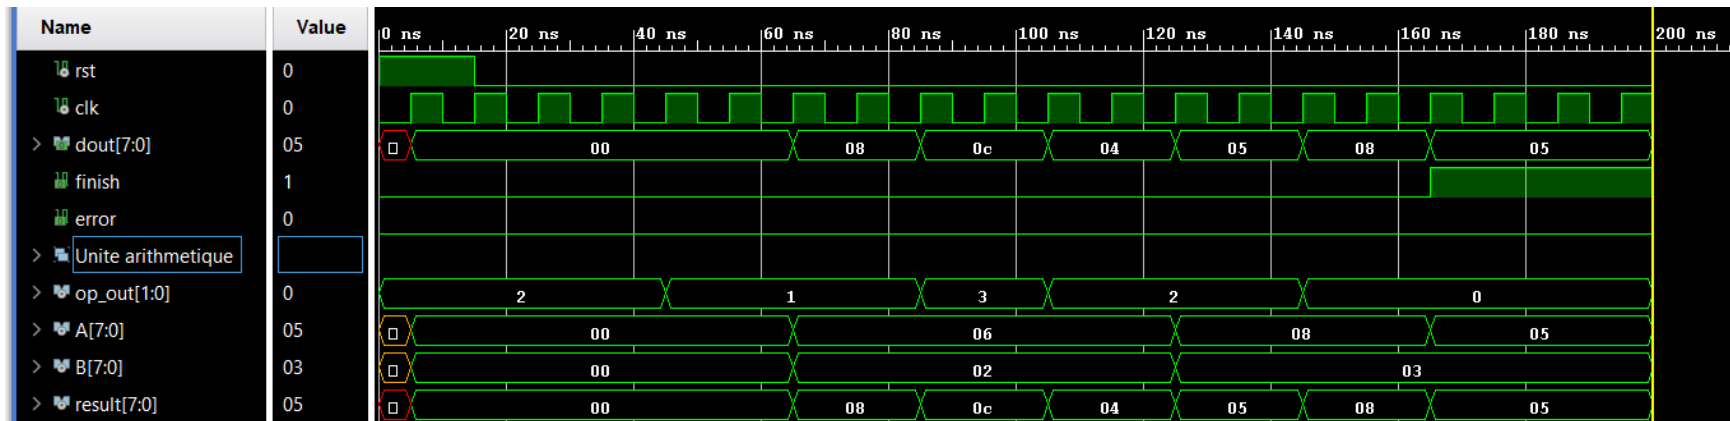 Name Value 0 ns 20 ns 40 ns 60 ns 80 ns 100 ns 120 ns 140 ns 160 ns 180 ns 200 ns
rst 0
clk 0
dout[7:0] 05 00 08 0c 04 05 08 05
finish 1
error 0
Unite arithmetique
op_out[1:0] 0 2 1 3 2 0
A[7:0] 05 00 06 08 05
B[7:0] 03 00 02 03
result[7:0] 05 00 08 0c 04 05 08 05